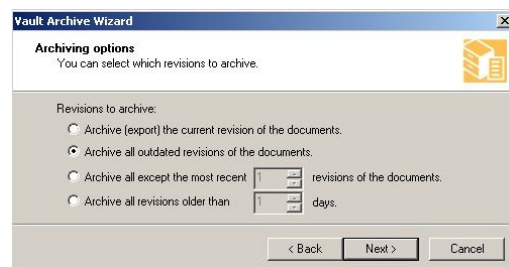 Vault Archive Wizard
Archiving options
You can select which revisions to archive.
Revisions to archive:
Archive (export) the current revision of the documents.
Archive all outdated revisions of the documents.
Archive all except the most recent 1 revisions of the documents.
Archive all revisions older than 1 days.
< Back Next > Cancel